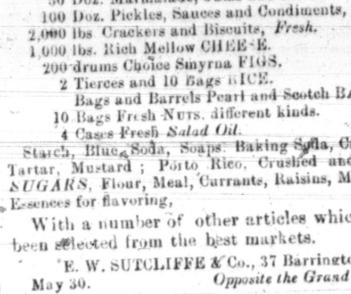 Doz. Marmalade,
100 Doz. Pickles, Sauces and Condiments,
2,000 lbs Crackers and Biscuits, Fresh.
1,000 lbs. Rich Mellow CHEESE.
200 drums Choice Smyrna FIGS.
2 Tierces and 10 Bags RICE.
Bags and Barrels Pearl and Scotch
10 Bags Fresh NUTS, different kinds.
4 Cases Fresh Salad Oil.
Starch, Blue, Soda, Soaps: Baking Soda,
Tartar, Mustard; Porto Rico, Crushed and
SUGARS, Flour, Meal, Currants, Raisins, M
Essences for flavoring,
With a number of other articles whic
been selected from the best markets.
E. W. SUTCLIFFE & Co., 37 Barrington
May 30. Opposite the Grand